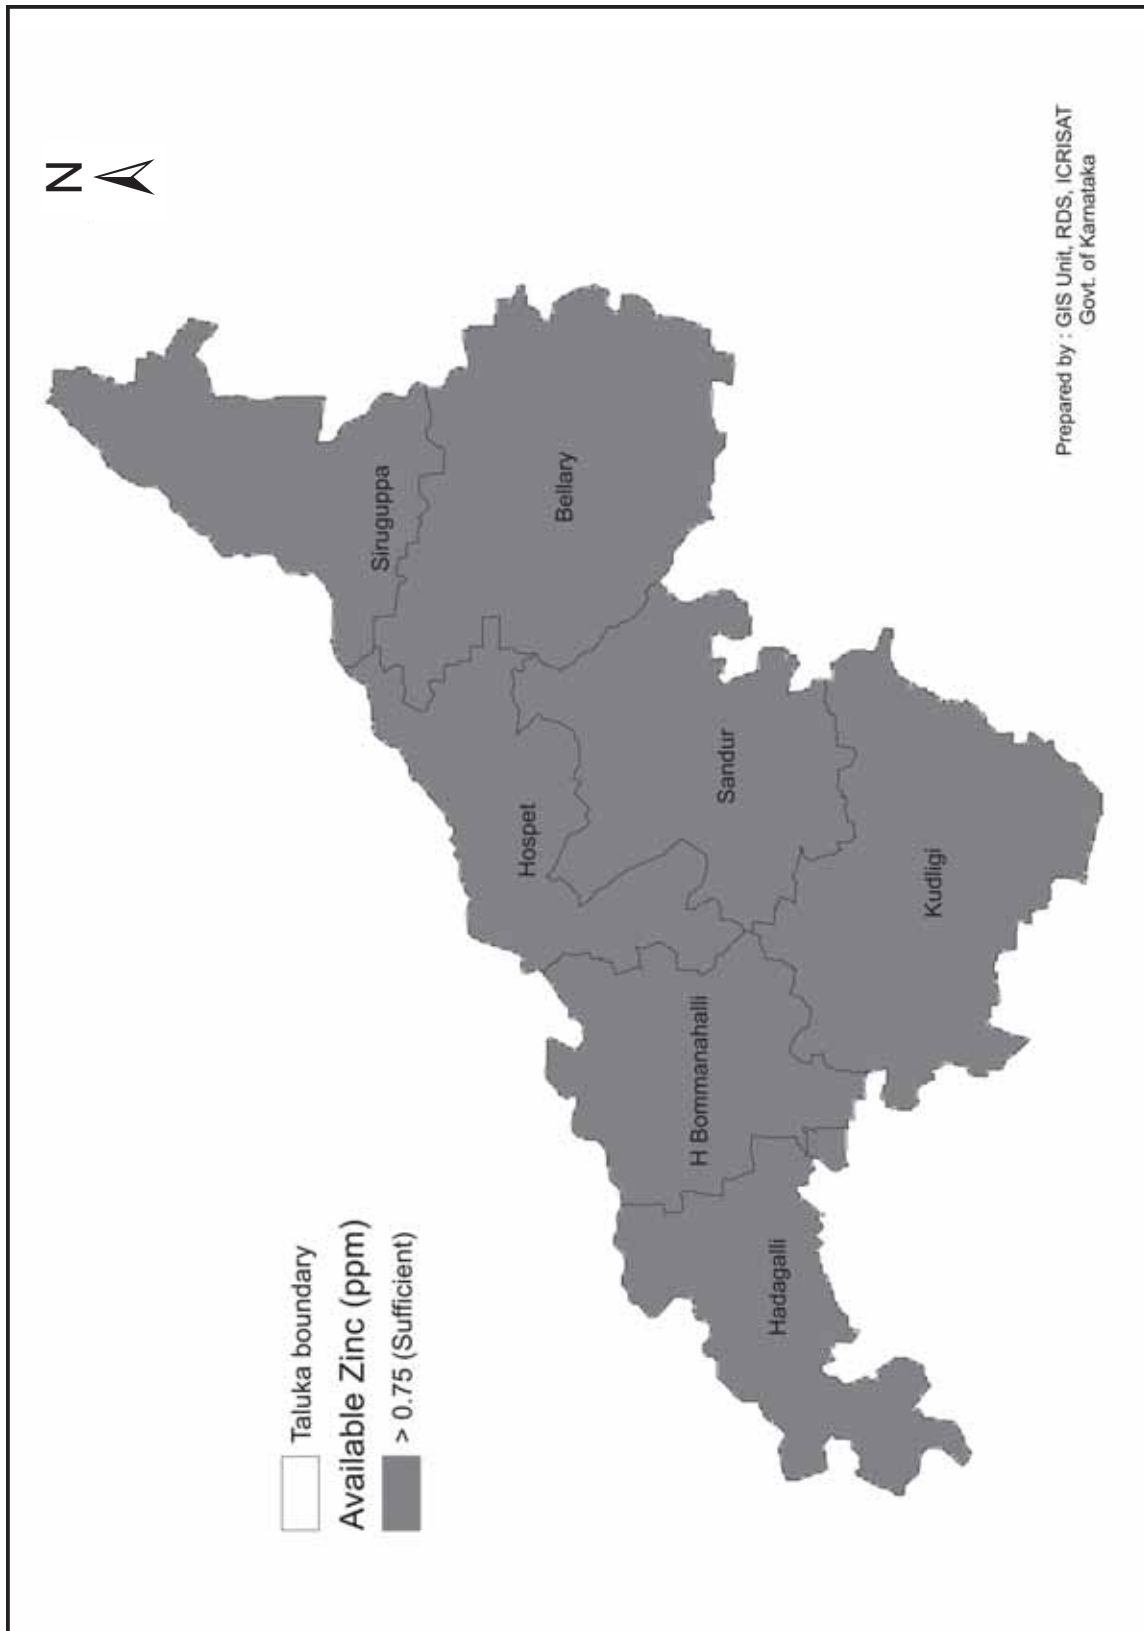 N
Taluka boundary
Available Zinc (ppm)
> 0.75 (Sufficient)
Siruguppa
Bellary
Hospet
Sandur
H Bommanahalli
Kudligi
Hadagalli
Prepared by : GIS Unit, RDS, ICRISAT
Govt. of Karnataka